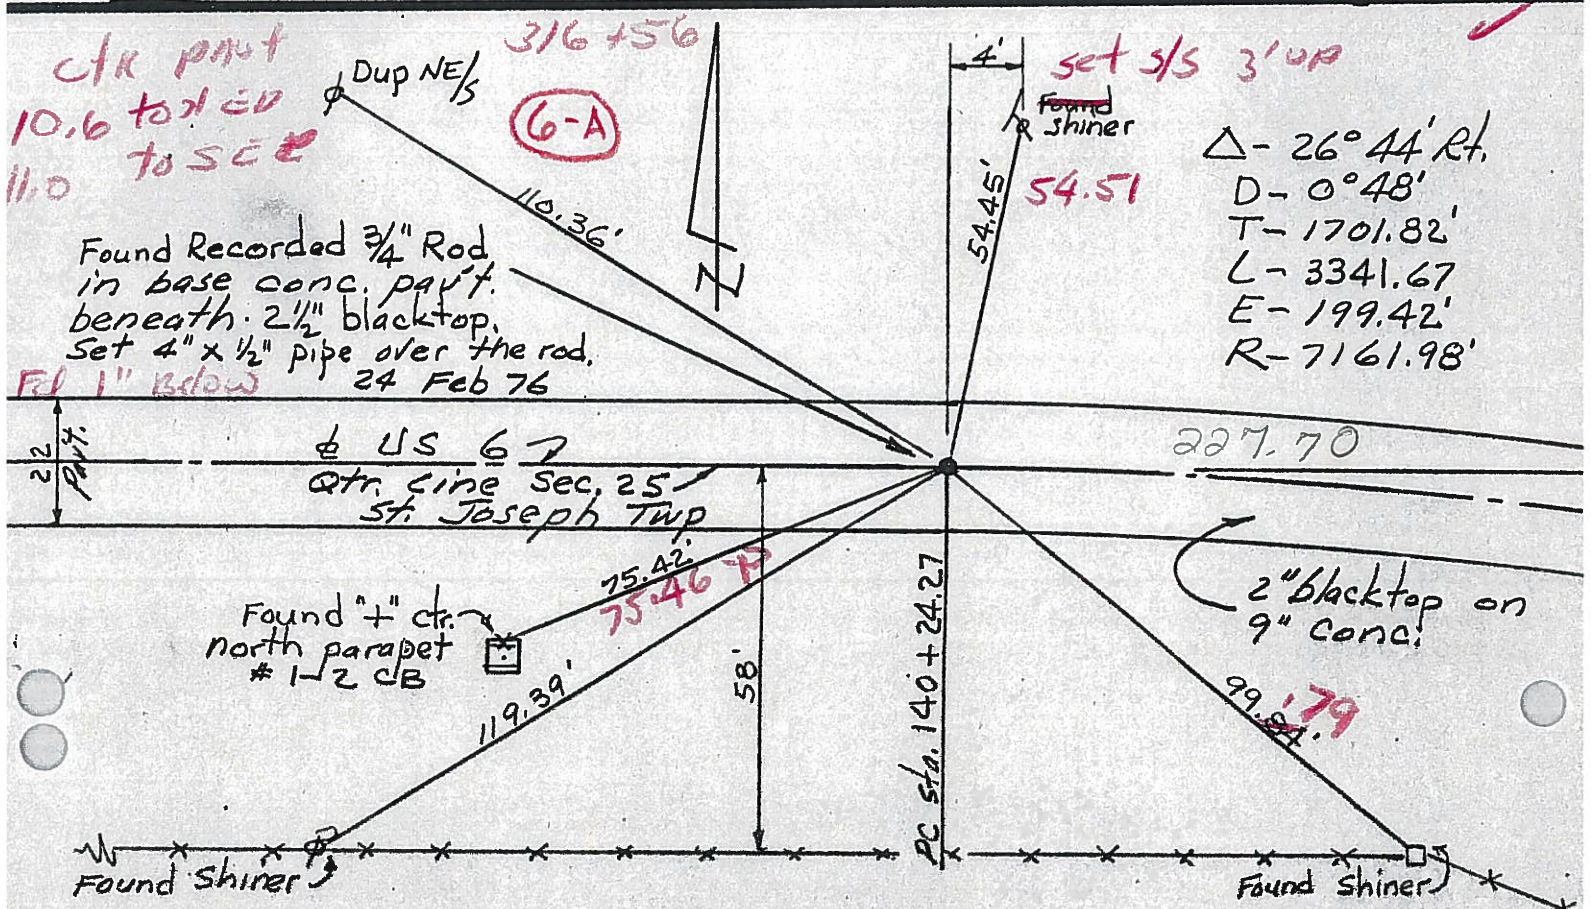 316+56
6-A
ctr pav't
10.6 to
11.0 to
Dup NE/S
110.36'
N
4'
set s/s 3' up
Found
shiner
54.45'
54.51
Δ- 26°44' Rt.
D- 0°48'
T- 1701.82'
L- 3341.67
E- 199.42'
R- 7161.98'
Found Recorded 3/4" Rod
in base conc. pav't.
beneath 2 1/2" blacktop.
Set 4" x 1/2" pipe over the rod.
24 Feb 76
Fd 1" Below
22
Pav't.
℄ US 6
Qtr. Line Sec. 25
St. Joseph Twp
227.70
75.42'
75.46
Found "+" ctr.
north parapet
# 1-2 CB
119.39'
58'
PC sta. 140+24.27
2" blacktop on
9" conc.
99.84'
.79
Found Shiner
Found Shiner